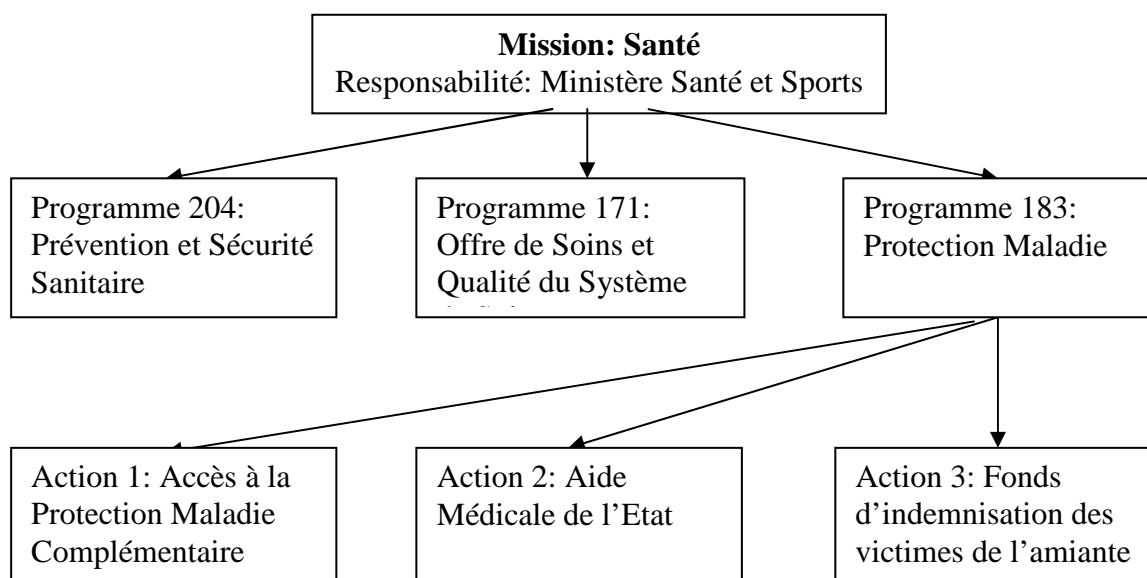 Mission: Santé
Responsabilité: Ministère Santé et Sports
Programme 204:
Prévention et Sécurité
Sanitaire
Programme 171:
Offre de Soins et
Qualité du Système
Programme 183:
Protection Maladie
Action 1: Accès à la
Protection Maladie
Complémentaire
Action 2: Aide
Médicale de l’Etat
Action 3: Fonds
d’indemnisation des
victimes de l’amiante